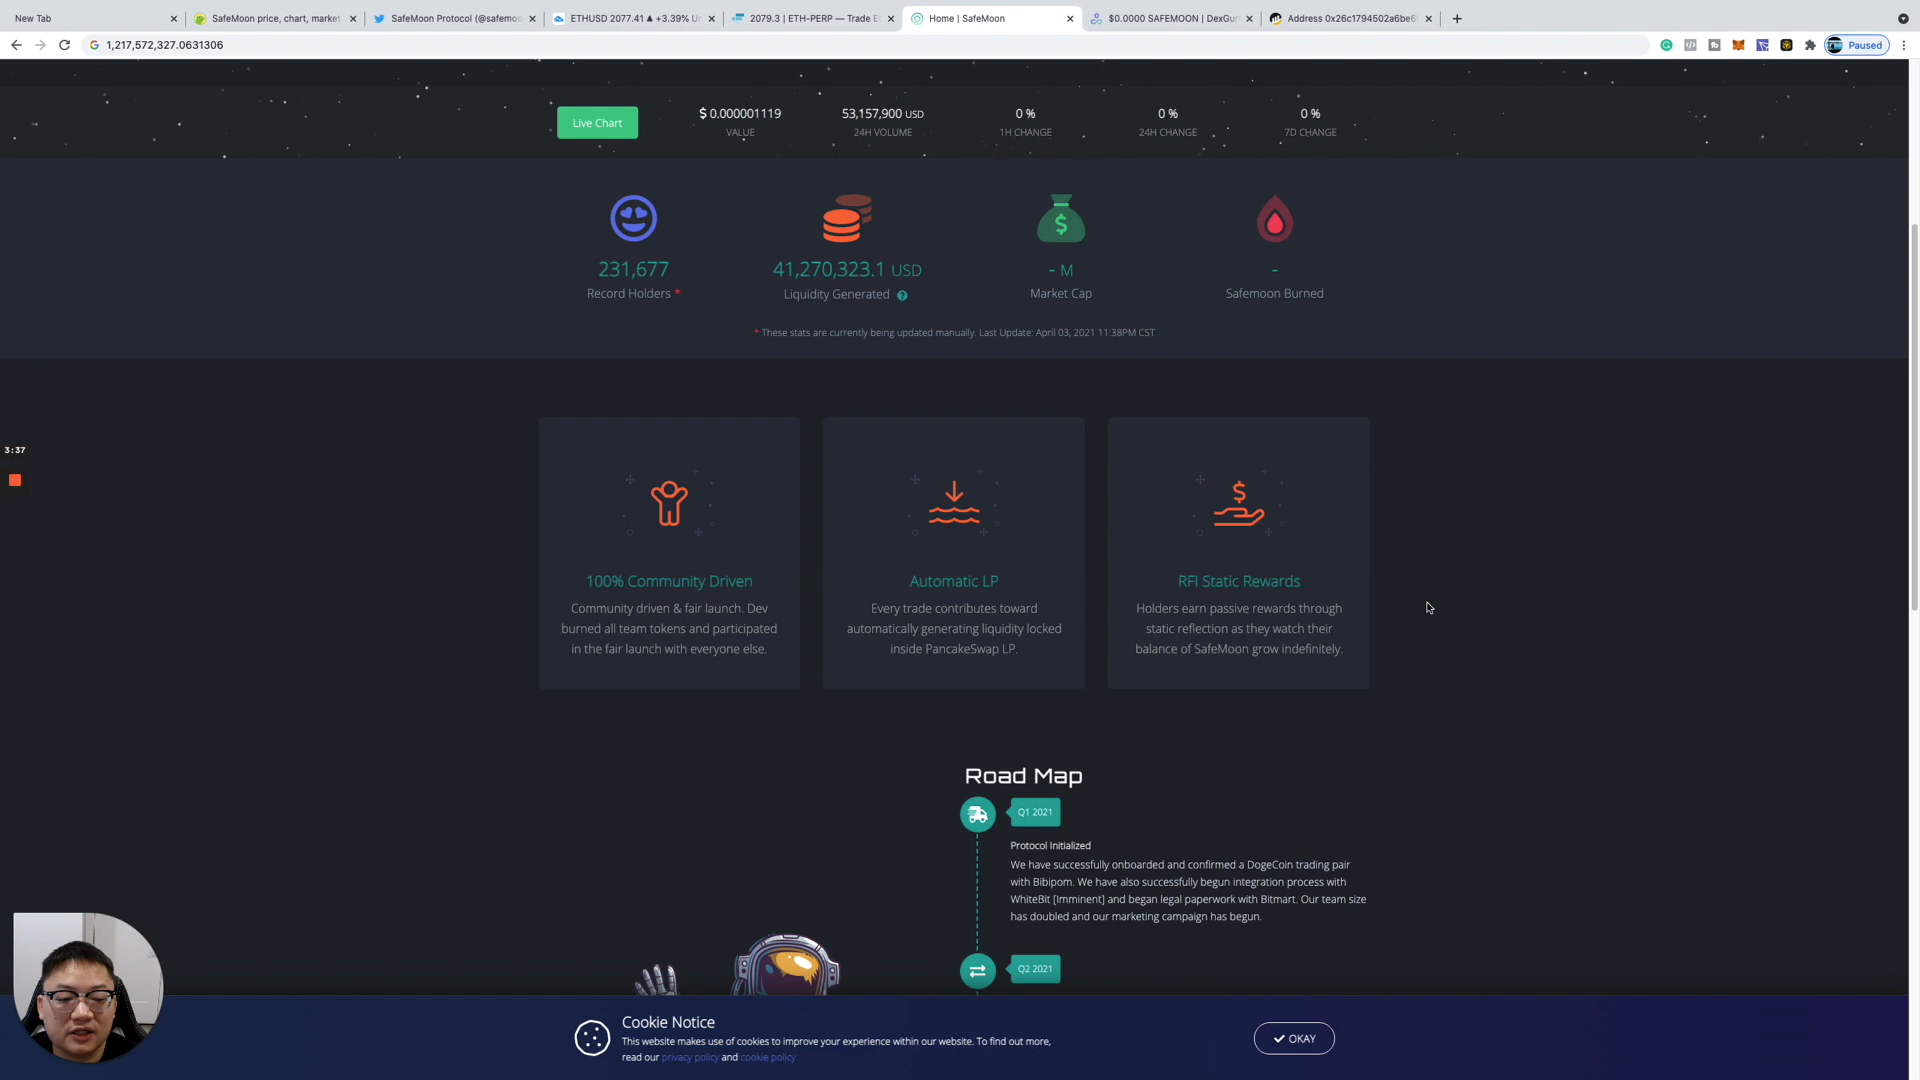 New Tab
SafeMoon price, chart, market
SafeMoon Protocol (@safemoo
ETHUSD 2077.41 ▲ +3.39% Un
2079.3 | ETH-PERP — Trade E
Home | SafeMoon
$0.0000 SAFEMOON | DexGur
Address 0x26c1794502a6be6
1,217,572,327.0631306
Paused
Live Chart
$ 0.000001119
VALUE
53,157,900 USD
24H VOLUME
0 %
1H CHANGE
0 %
24H CHANGE
0 %
7D CHANGE
231,677
Record Holders *
41,270,323.1 USD
Liquidity Generated ?
- M
Market Cap
-
Safemoon Burned
* These stats are currently being updated manually. Last Update: April 03, 2021 11:38PM CST
3:37
100% Community Driven
Community driven & fair launch. Dev
burned all team tokens and participated
in the fair launch with everyone else.
Automatic LP
Every trade contributes toward
automatically generating liquidity locked
inside PancakeSwap LP.
RFI Static Rewards
Holders earn passive rewards through
static reflection as they watch their
balance of SafeMoon grow indefinitely.
Road Map
Q1 2021
Protocol Initialized
We have successfully onboarded and confirmed a DogeCoin trading pair
with Bibipom. We have also successfully begun integration process with
WhiteBit [Imminent] and began legal paperwork with Bitmart. Our team size
has doubled and our marketing campaign has begun.
Q2 2021
Cookie Notice
This website makes use of cookies to improve your experience within our website. To find out more,
read our privacy policy and cookie policy
OKAY